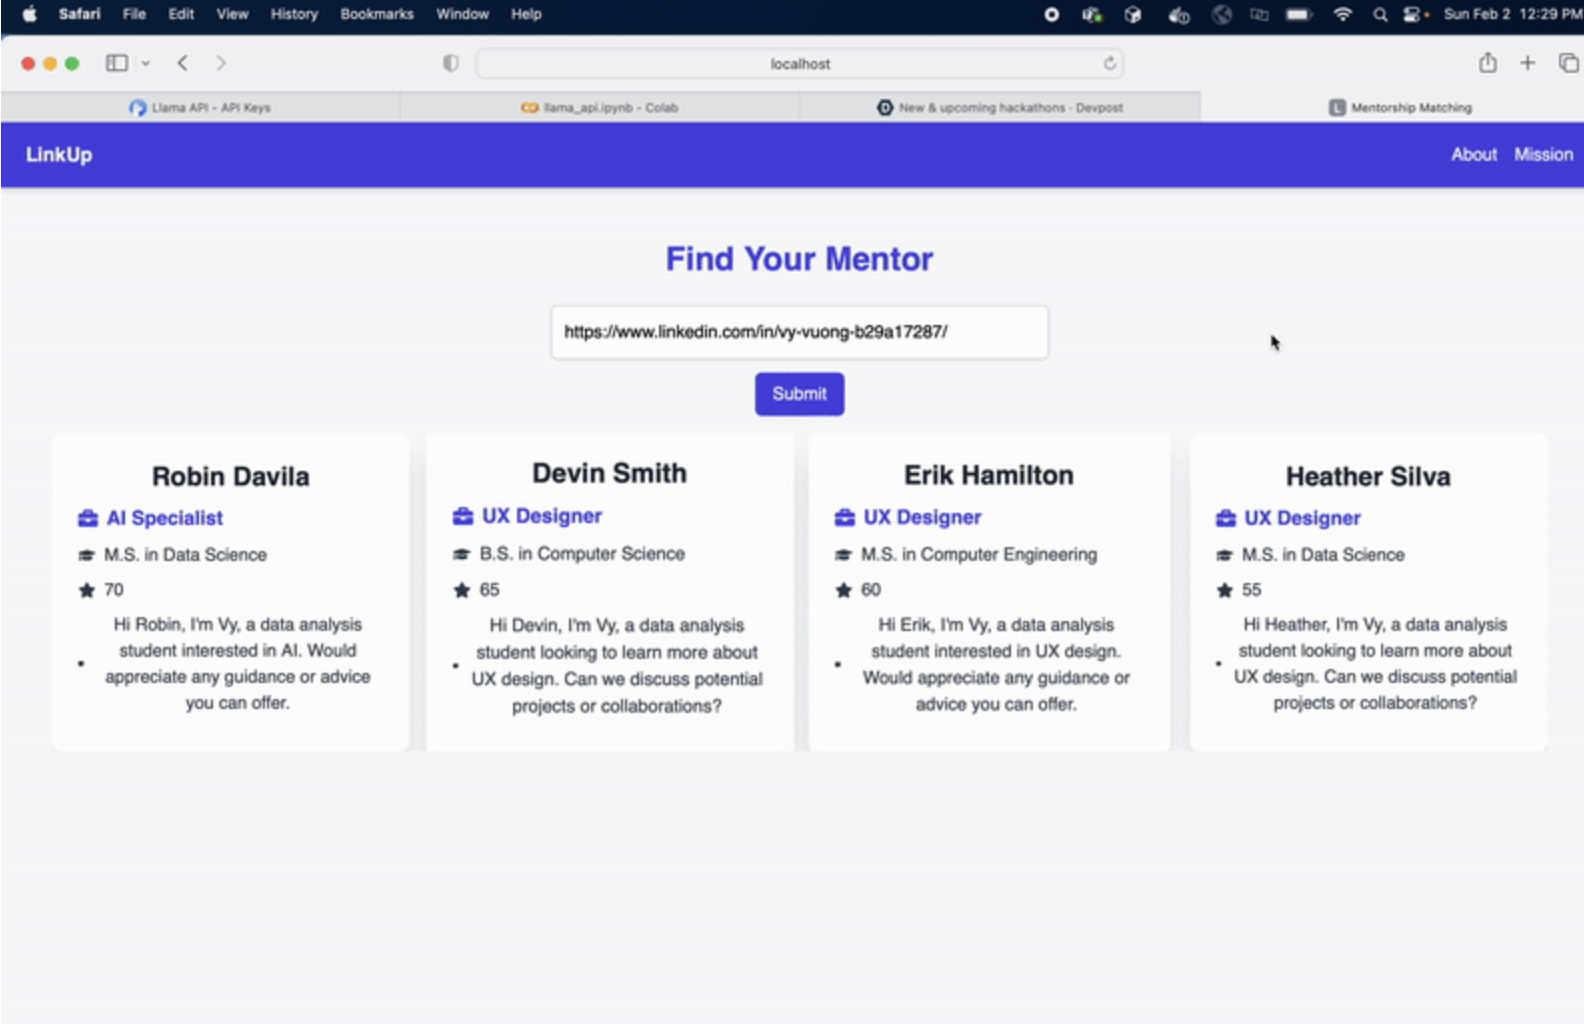 Safari File Edit View History Bookmarks Window Help Sun Feb 2 12:29 PM
localhost
Llama API - API Keys
llama_api.ipynb - Colab
New & upcoming hackathons - Devpost
L Mentorship Matching
LinkUp
About Mission
Find Your Mentor
https://www.linkedin.com/in/vy-vuong-b29a17287/
Submit
Robin Davila
AI Specialist
M.S. in Data Science
70
Hi Robin, I'm Vy, a data analysis
student interested in AI. Would
appreciate any guidance or advice
you can offer.
Devin Smith
UX Designer
B.S. in Computer Science
65
Hi Devin, I'm Vy, a data analysis
student looking to learn more about
UX design. Can we discuss potential
projects or collaborations?
Erik Hamilton
UX Designer
M.S. in Computer Engineering
60
Hi Erik, I'm Vy, a data analysis
student interested in UX design.
Would appreciate any guidance or
advice you can offer.
Heather Silva
UX Designer
M.S. in Data Science
55
Hi Heather, I'm Vy, a data analysis
student looking to learn more about
UX design. Can we discuss potential
projects or collaborations?